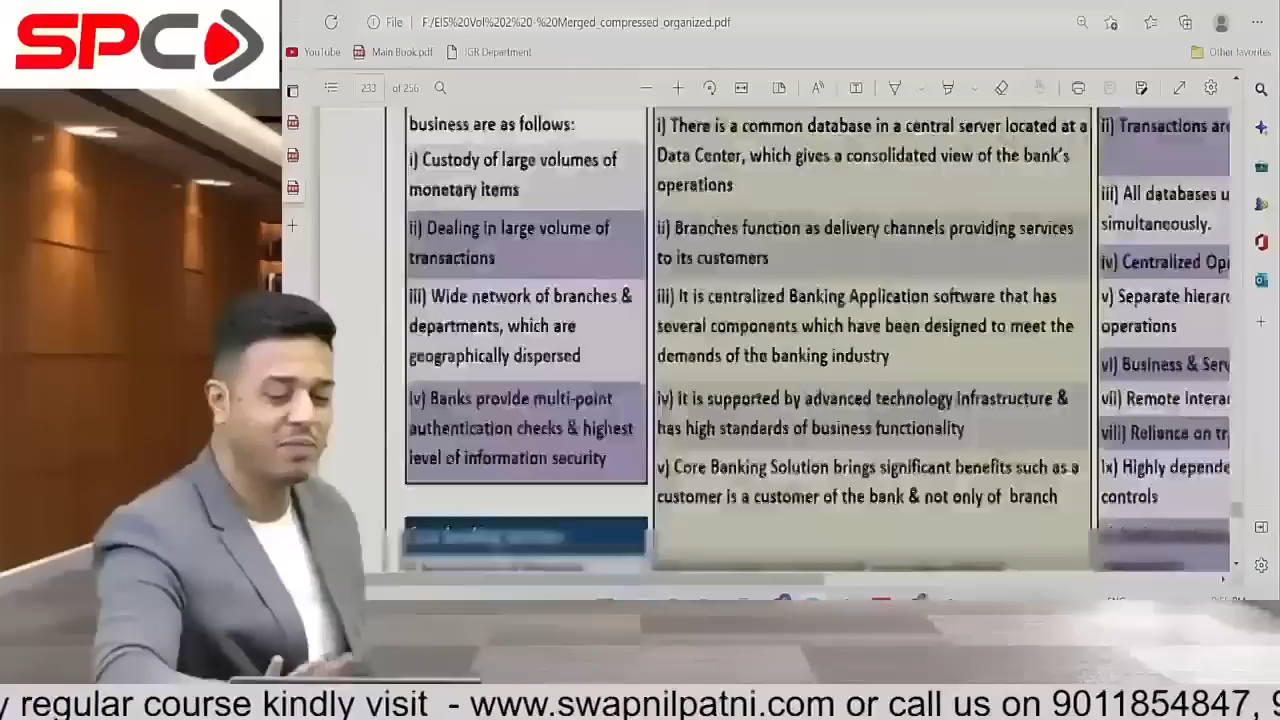 SPC
File
F:/EIS%20Vol%202%20-%20Merged_compressed_organized.pdf
YouTube
Main Book.pdf
IGR Department
Other favorites
233
of 256
business are as follows:
i) Custody of large volumes of
monetary items
ii) Dealing in large volume of
transactions
iii) Wide network of branches &
departments, which are
geographically dispersed
iv) Banks provide multi-point
authentication checks & highest
level of information security
i) There is a common database in a central server located at a
Data Center, which gives a consolidated view of the bank's
operations
ii) Branches function as delivery channels providing services
to its customers
iii) It is centralized Banking Application software that has
several components which have been designed to meet the
demands of the banking industry
iv) It is supported by advanced technology infrastructure &
has high standards of business functionality
v) Core Banking Solution brings significant benefits such as a
customer is a customer of the bank & not only of branch
ii) Transactions are
iii) All databases u
simultaneously.
iv) Centralized Ope
v) Separate hierarc
operations
vi) Business & Serv
vii) Remote Interac
viii) Reliance on tr
ix) Highly depende
controls
y regular course kindly visit - www.swapnilpatni.com or call us on 9011854847, 9